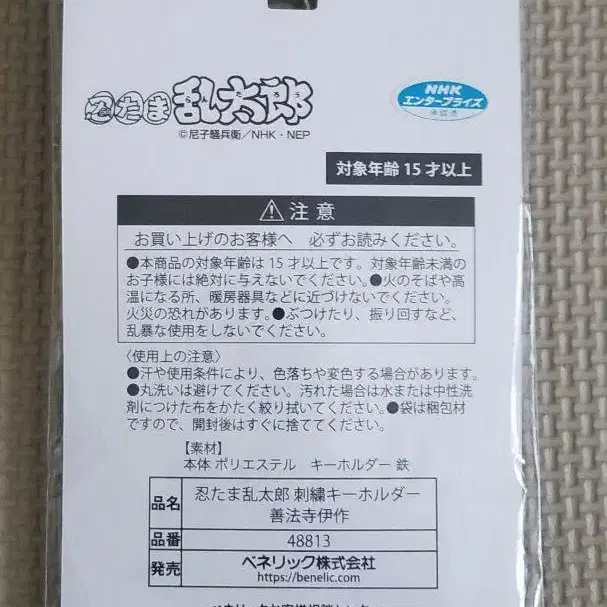 忍たま乱太郎
らんたろう
©尼子騒兵衛／NHK・NEP
NHK
エンタープライズ
対象年齢15才以上
注意
お買い上げのお客様へ 必ずお読みください。
●本商品の対象年齢は15才以上です。対象年齢未満の
お子様には絶対に与えないでください。●火のそばや高
温になる所、暖房器具などに近づけないでください。
火災の恐れがあります。●ぶつけたり、振り回すなど、
乱暴な使用をしないでください。
〈使用上の注意〉
●汗や使用条件により、色落ちや変色する場合があります。
●丸洗いは避けてください。汚れた場合は水または中性洗
剤につけた布をかたく絞り拭いてください。●袋は梱包材
ですので、開封後はすぐに捨ててください。
【素材】
本体 ポリエステル キーホルダー 鉄
品名 忍たま乱太郎 刺繍キーホルダー
善法寺伊作
品番 48813
発売 ベネリック株式会社
https://benelic.com